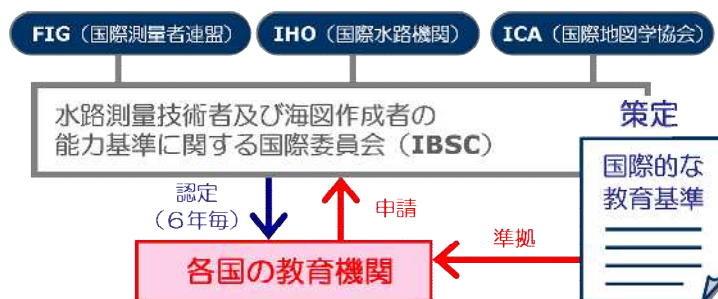 FIG（国際測量者連盟）
IHO（国際水路機関）
ICA（国際地図学協会）
水路測量技術者及び海図作成者の
能力基準に関する国際委員会（IBSC）
策定
国際的な
教育基準
認定
（6年毎）
申請
準拠
各国の教育機関